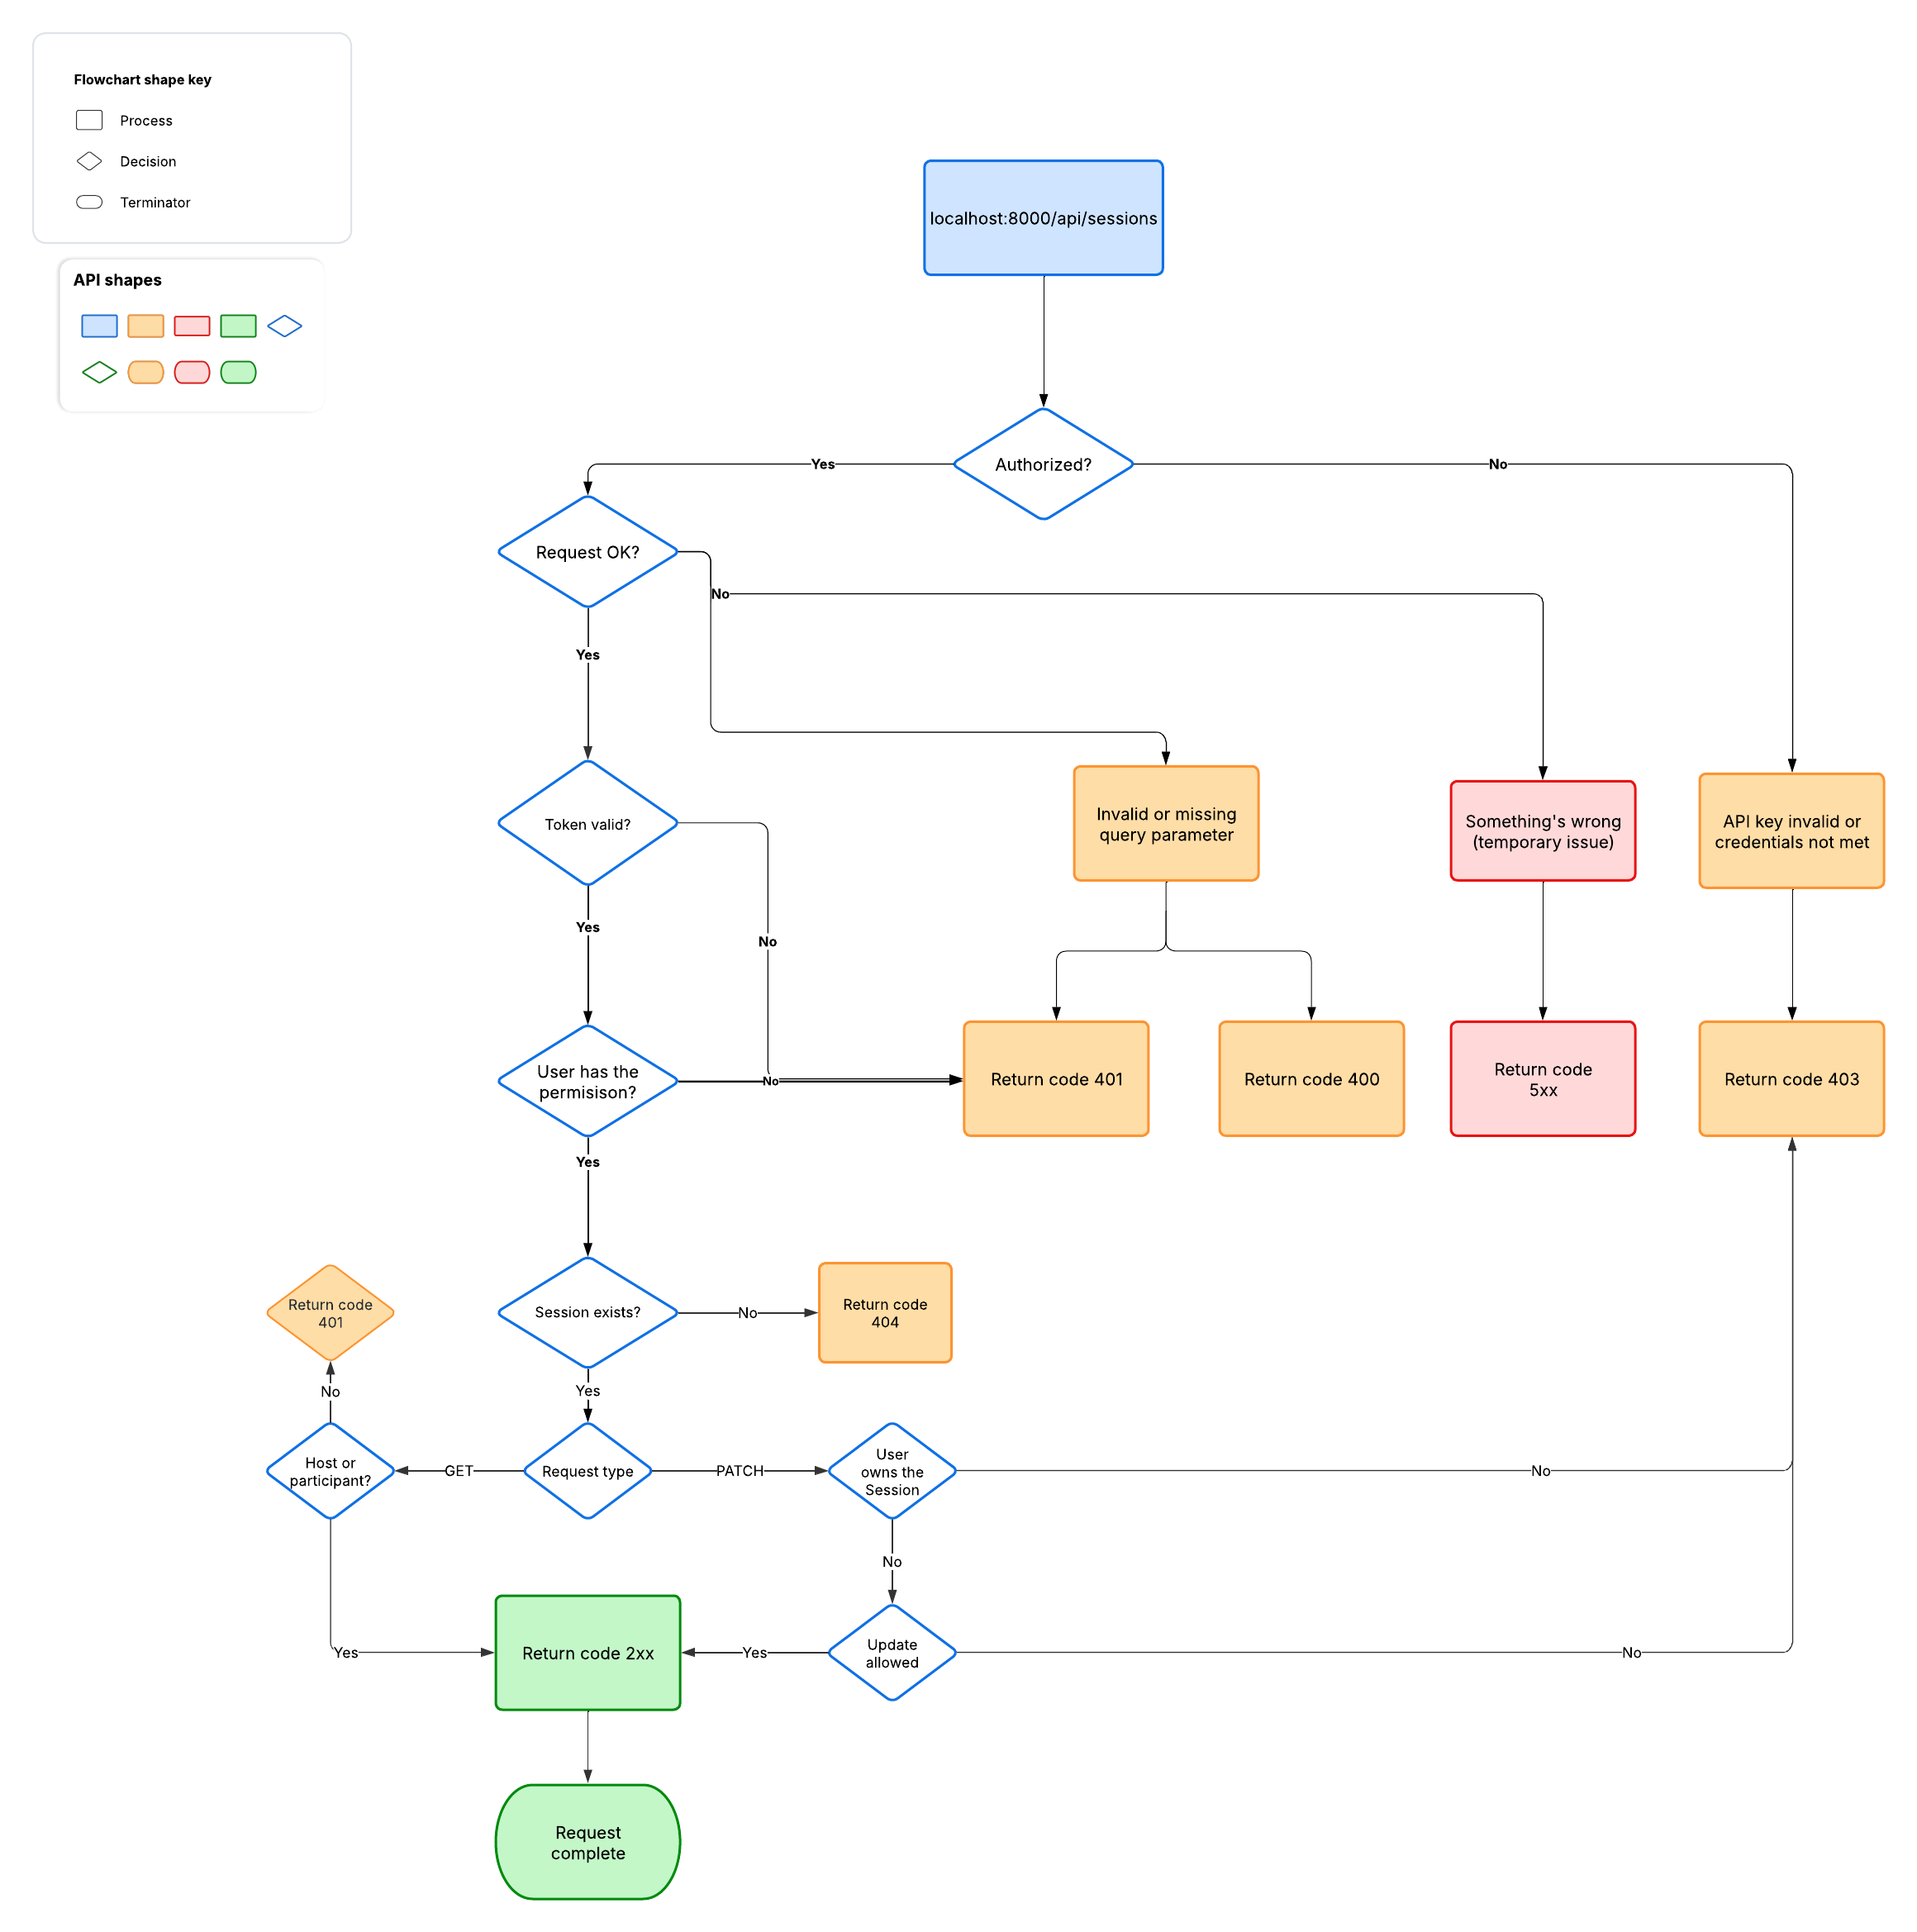 Flowchart shape key
Process
Decision
Terminator
API shapes
localhost:8000/api/sessions
Authorized?
Yes
No
Request OK?
No
Yes
Token valid?
Invalid or missing
query parameter
Something's wrong
(temporary issue)
API key invalid or
credentials not met
Yes
No
User has the
permisison?
No
Return code 401
Return code 400
Return code
5xx
Return code 403
Yes
Return code
401
Session exists?
No
Return code
404
No
Yes
Host or
participant?
GET
Request type
PATCH
User
owns the
Session
No
No
Yes
Return code 2xx
Yes
Update
allowed
No
Request
complete